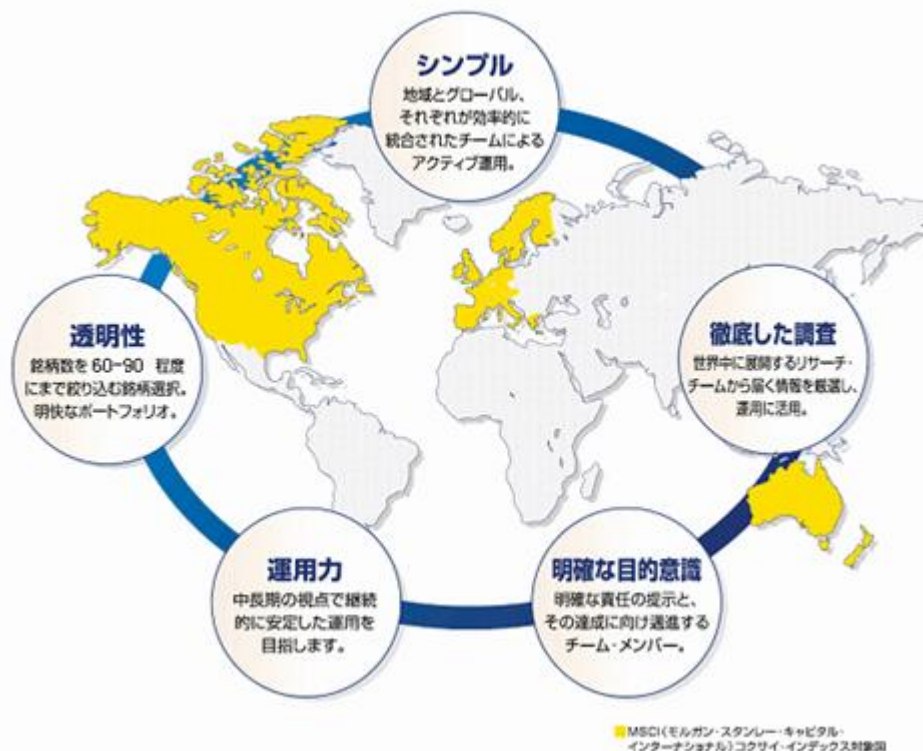 シンプル
地域とグローバル、
それぞれが効率的に
統合されたチームによる
アクティブ運用。
透明性
銘柄数を60-90 程度
にまで絞り込む銘柄選択。
明快なポートフォリオ。
徹底した調査
世界中に展開するリサーチ・
チームから届く情報を厳選し、
運用に活用。
運用力
中長期の視点で継続
的に安定した運用を
目指します。
明確な目的意識
明確な責任の提示と、
その達成に向け邁進する
チーム・メンバー。
MSCI(モルガン・スタンレー・キャピタル・
インターナショナル)コクサイ・インデックス対象国